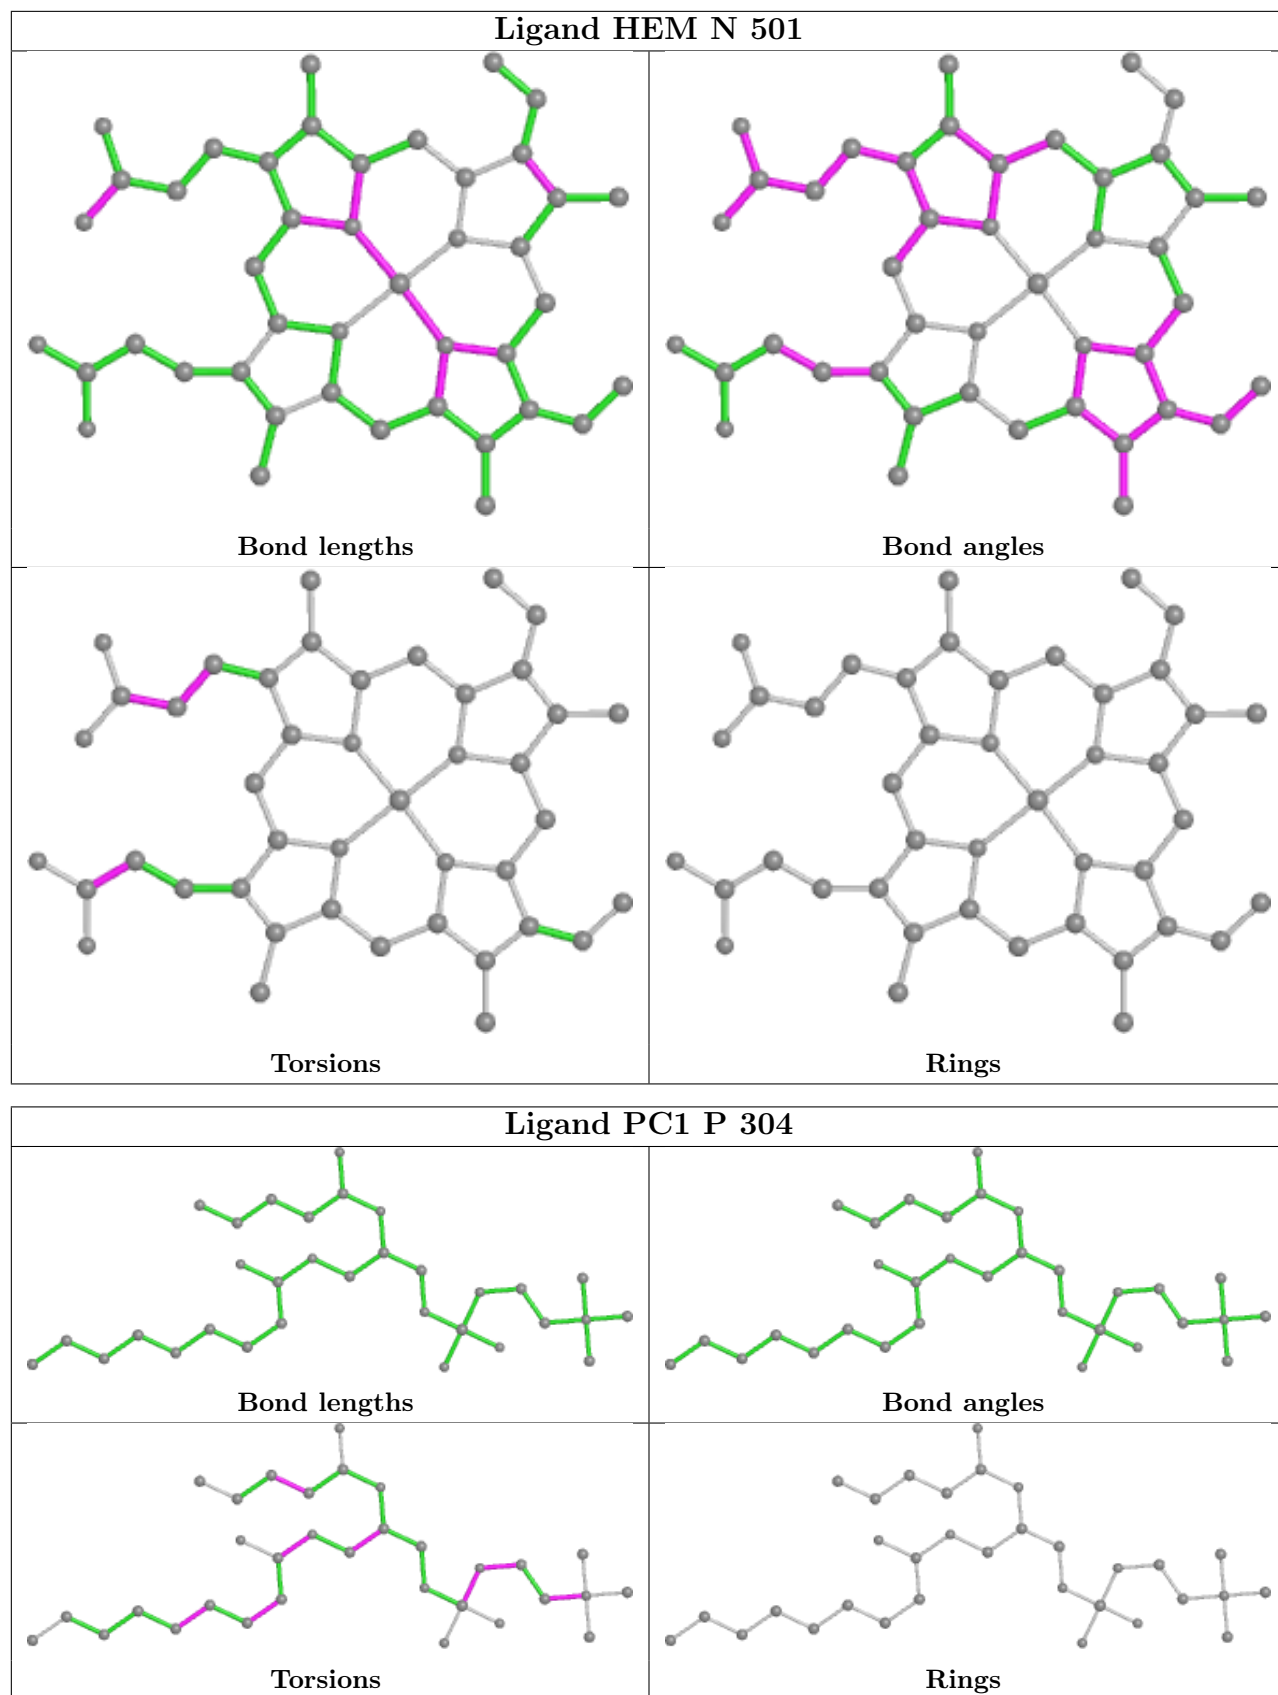 Ligand HEM N 501
Bond lengths
Bond angles
Torsions
Rings
Ligand PC1 P 304
Bond lengths
Bond angles
Torsions
Rings